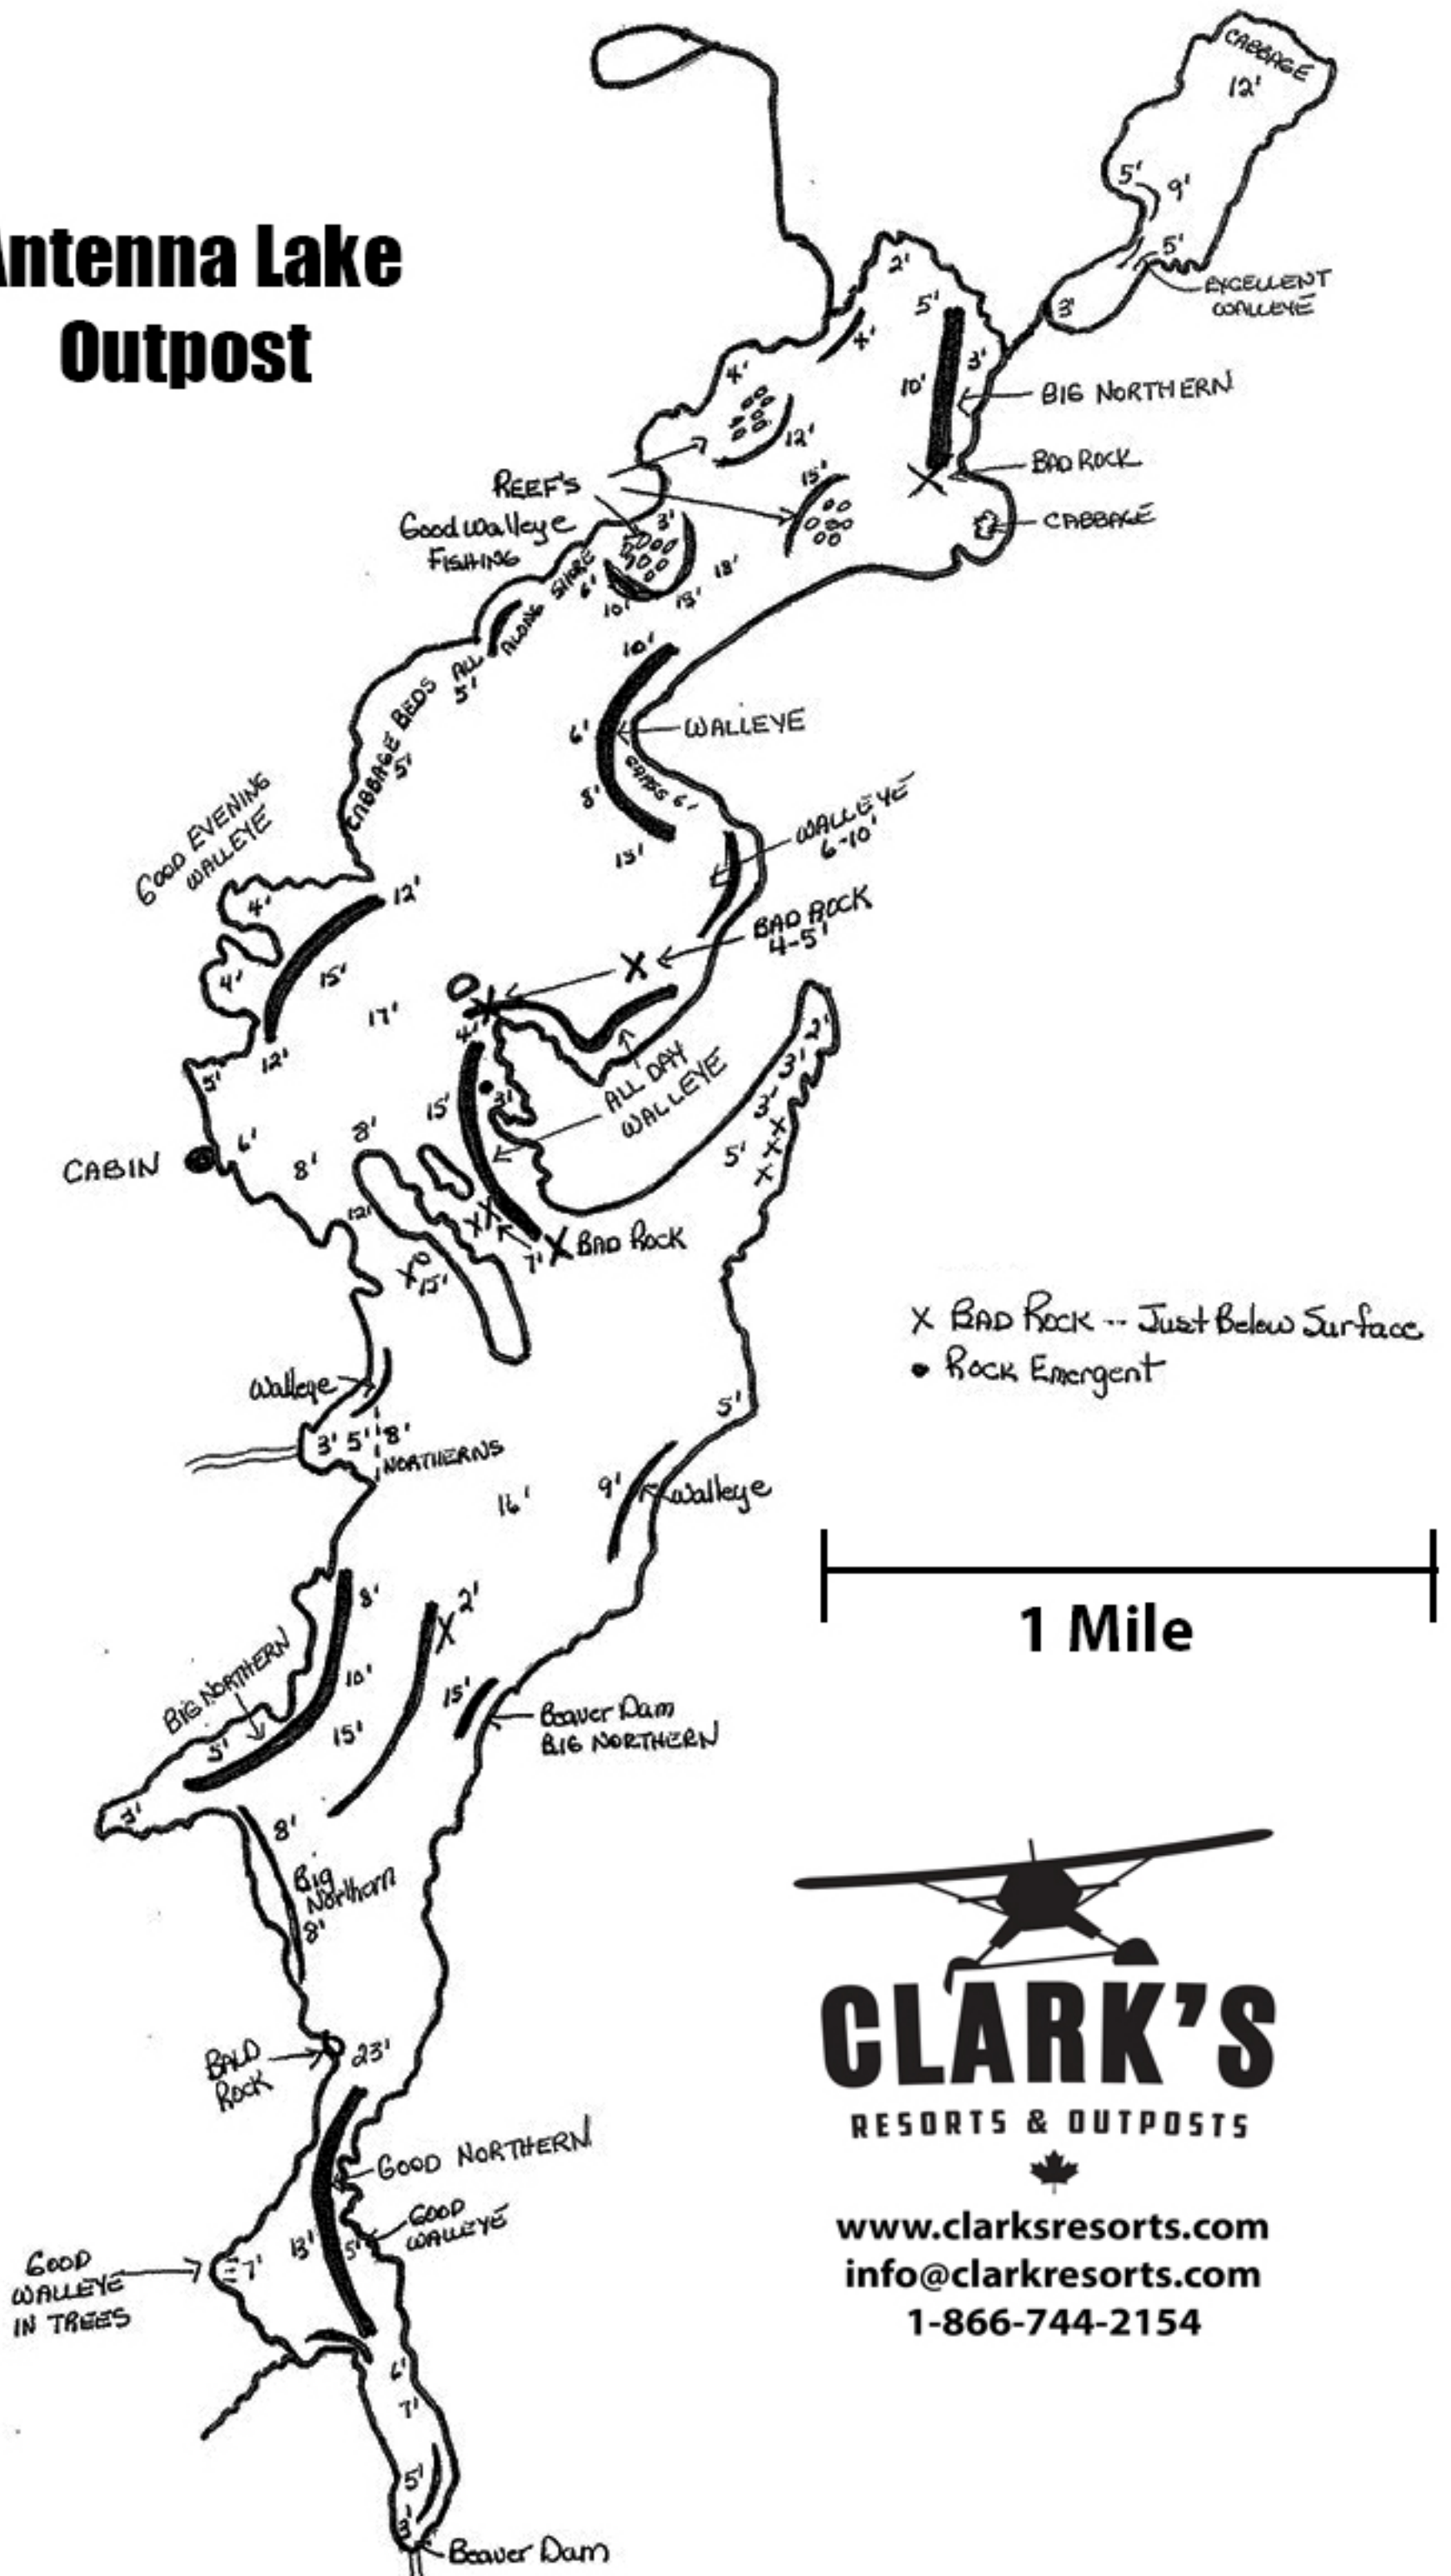 Antenna Lake
Outpost
CABBAGE
12'
5'
9'
5'
EXCELLENT
WALLEYE
3'
2'
5'
4'
3'
10'
BIG NORTHERN
4'
12'
BAD ROCK
REEF'S
15'
Good Walleye
FISHING
3'
CABBAGE
6'
10'
13'
18'
CABBAGE BEDS ALL ALONG SHORE
5'
5'
10'
6'
WALLEYE
GRASS 6'
8'
13'
WALLEYE
6-10'
GOOD EVENING
WALLEYE
4'
12'
BAD ROCK
4-5'
4'
15'
17'
4'
12'
5'
2'
3'
3'
ALL DAY
WALLEYE
15'
3'
8'
6'
8'
5'
CABIN
12'
15'
7'
BAD ROCK
X BAD ROCK -- Just Below Surface
• Rock Emergent
Walleye
3' 5' 8'
NORTHERNS
5'
16'
9'
Walleye
1 Mile
8'
2'
BIG NORTHERN
10'
15'
15'
Beaver Dam
BIG NORTHERN
5'
3'
8'
Big
Northern
8'
CLARK'S
RESORTS & OUTPOSTS
www.clarksresorts.com
info@clarkresorts.com
1-866-744-2154
BALD
ROCK
23'
GOOD NORTHERN
GOOD
WALLEYE
13'
5'
GOOD
WALLEYE
IN TREES
7'
6'
7'
5'
3'
Beaver Dam